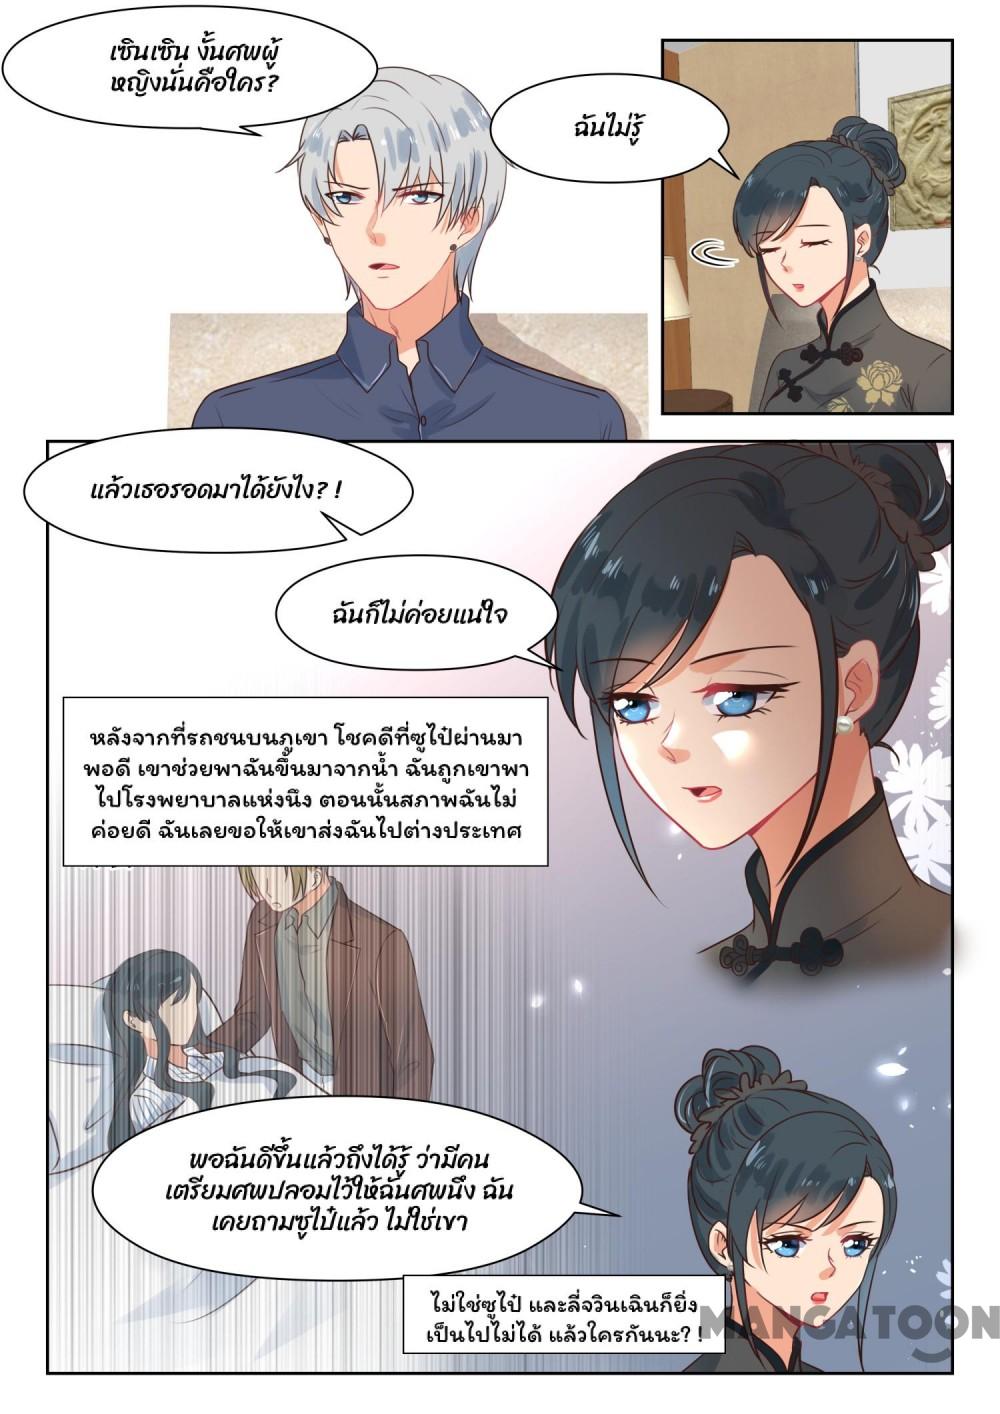 เซินเซิน งั้นศพผู้
หญิงนั่นคือใคร?
ฉันไม่รู้
แล้วเธอรอดมาได้ยังไง?!
ฉันก็ไม่ค่อยแน่ใจ
หลังจากที่รถชนบนภูเขา โชคดีที่ซูไป๋ผ่านมา
พอดี เขาช่วยพาฉันขึ้นมาจากน้ำ ฉันถูกเขาพา
ไปโรงพยาบาลแห่งนึง ตอนนั้นสภาพฉันไม่
ค่อยดี ฉันเลยขอให้เขาส่งฉันไปต่างประเทศ
พอฉันดีขึ้นแล้วถึงได้รู้ ว่ามีคน
เตรียมศพปลอมไว้ให้ฉันศพนึง ฉัน
เคยถามซูไป๋แล้ว ไม่ใช่เขา
ไม่ใช่ซูไป๋ และลี่จวินเฉินก็ยิ่ง
เป็นไปไม่ได้ แล้วใครกันนะ?!
MANGATOON